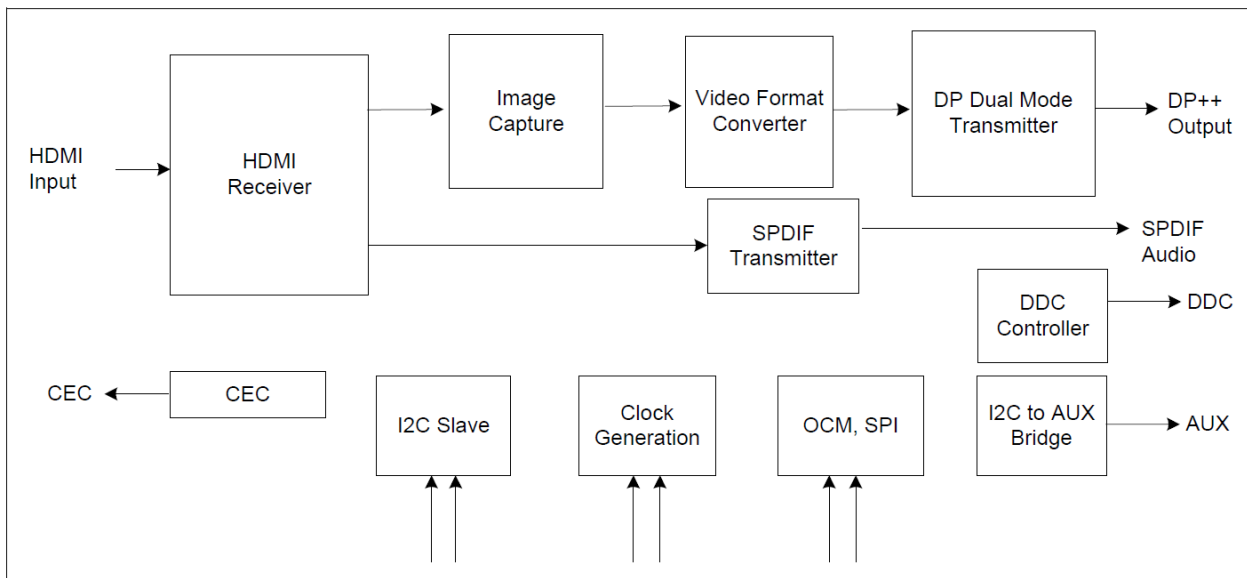 HDMI
Input
HDMI
Receiver
Image
Capture
Video Format
Converter
DP Dual Mode
Transmitter
DP++
Output
SPDIF
Transmitter
SPDIF
Audio
DDC
Controller
DDC
CEC
CEC
I2C Slave
Clock
Generation
OCM, SPI
I2C to AUX
Bridge
AUX